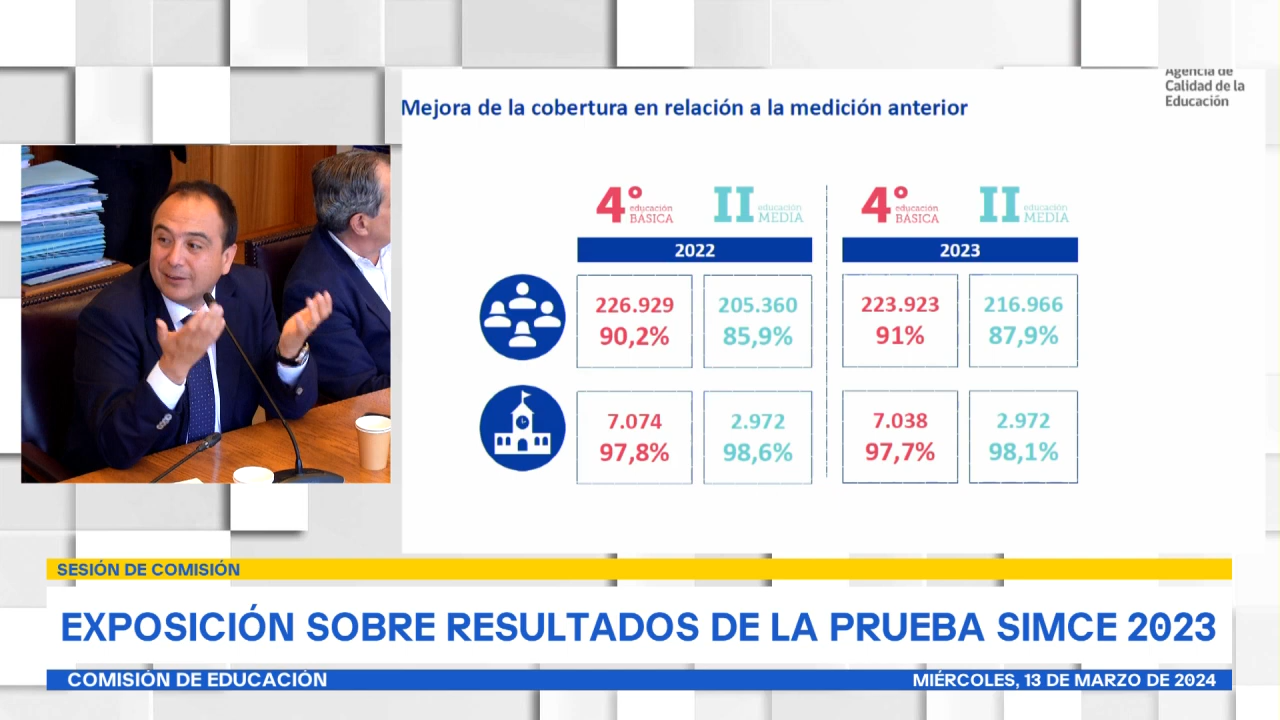 Agencia de
Calidad de la
Educación
Mejora de la cobertura en relación a la medición anterior
4° educación BÁSICA
II educación MEDIA
4° educación BÁSICA
II educación MEDIA
2022
2023
226.929
90,2%
205.360
85,9%
223.923
91%
216.966
87,9%
7.074
97,8%
2.972
98,6%
7.038
97,7%
2.972
98,1%
SESIÓN DE COMISIÓN
EXPOSICIÓN SOBRE RESULTADOS DE LA PRUEBA SIMCE 2023
COMISIÓN DE EDUCACIÓN
MIÉRCOLES, 13 DE MARZO DE 2024